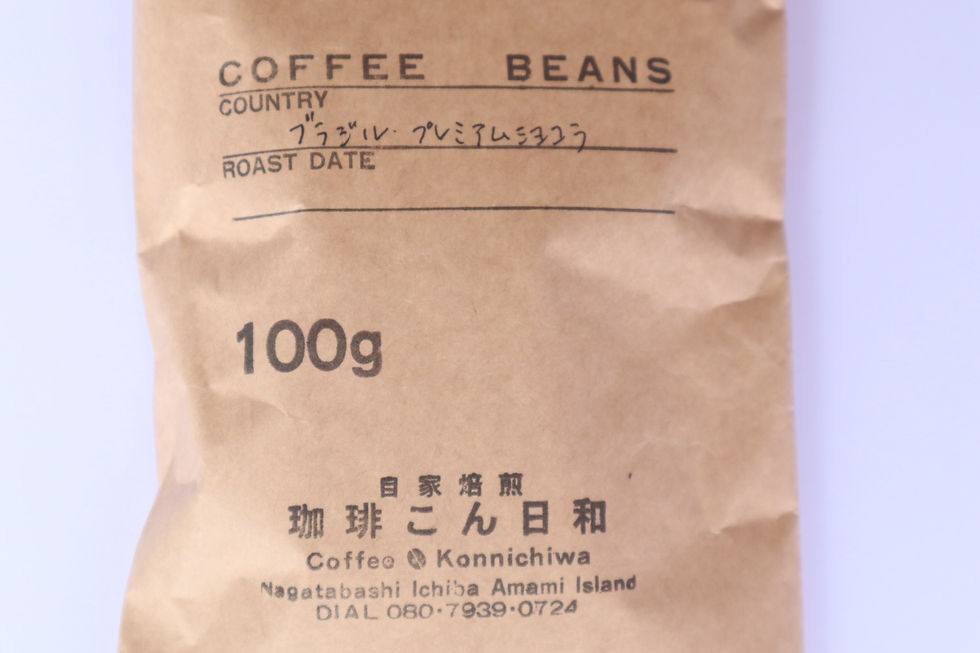 COFFEE BEANS
COUNTRY
ブラジル・プレミアムショコラ
ROAST DATE
100g
自家焙煎
珈琲こん日和
Coffee Konnichiwa
Nagatabashi Ichiba Amami Island
DIAL 080・7939・0724